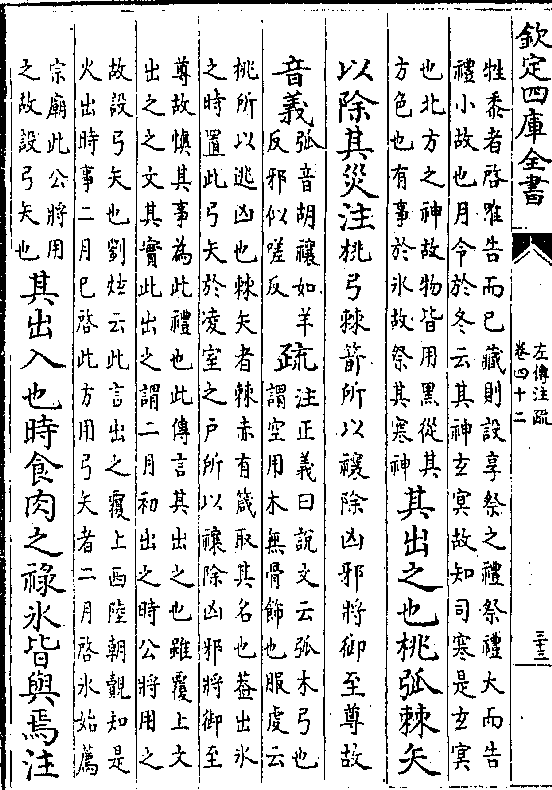 欽定四庫全書
左傳注疏
卷四十二
三十三
牲黍者啓唯告而已藏則設享祭之禮祭禮大而告
禮小故也月令於冬云其神玄冥故知司寒是玄冥
也北方之神故物皆用黑從其
方色也有事於氷故祭其寒神
其出之也桃弧棘矢
以除其災注桃弓棘箭所以禳除凶邪將御至尊故
音義
弧音胡禳如羊
反邪似嗟反
疏
注正義曰說文云弧木弓也
謂空用木無骨飾也服虔云
桃所以逃凶也棘矢者棘赤有箴取其名也葢出氷
之時置此弓矢於凌室之戶所以禳除凶邪將御至
尊故慎其事為此禮也此傳言其出之也雖覆上文
出之之文其實此出之謂二月初出之時公將用之
故設弓矢也劉炫云此言出之覆上西陸朝覿知是
火出時事二月巳啓此方用弓矢者二月啓氷始薦
宗廟此公將用
之故設弓矢也
其出入也時食肉之祿氷皆與焉注